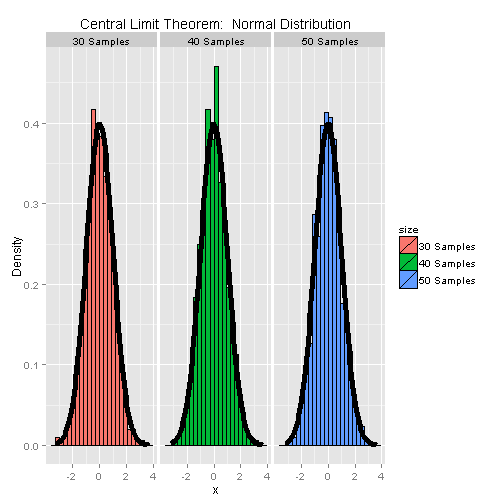 Central Limit Theorem: Normal Distribution
30 Samples 40 Samples 50 Samples
0.4
0.3
0.2
0.1
0.0
Density
-2 0 2 4 -2 0 2 4 -2 0 2 4
x
size
30 Samples
40 Samples
50 Samples